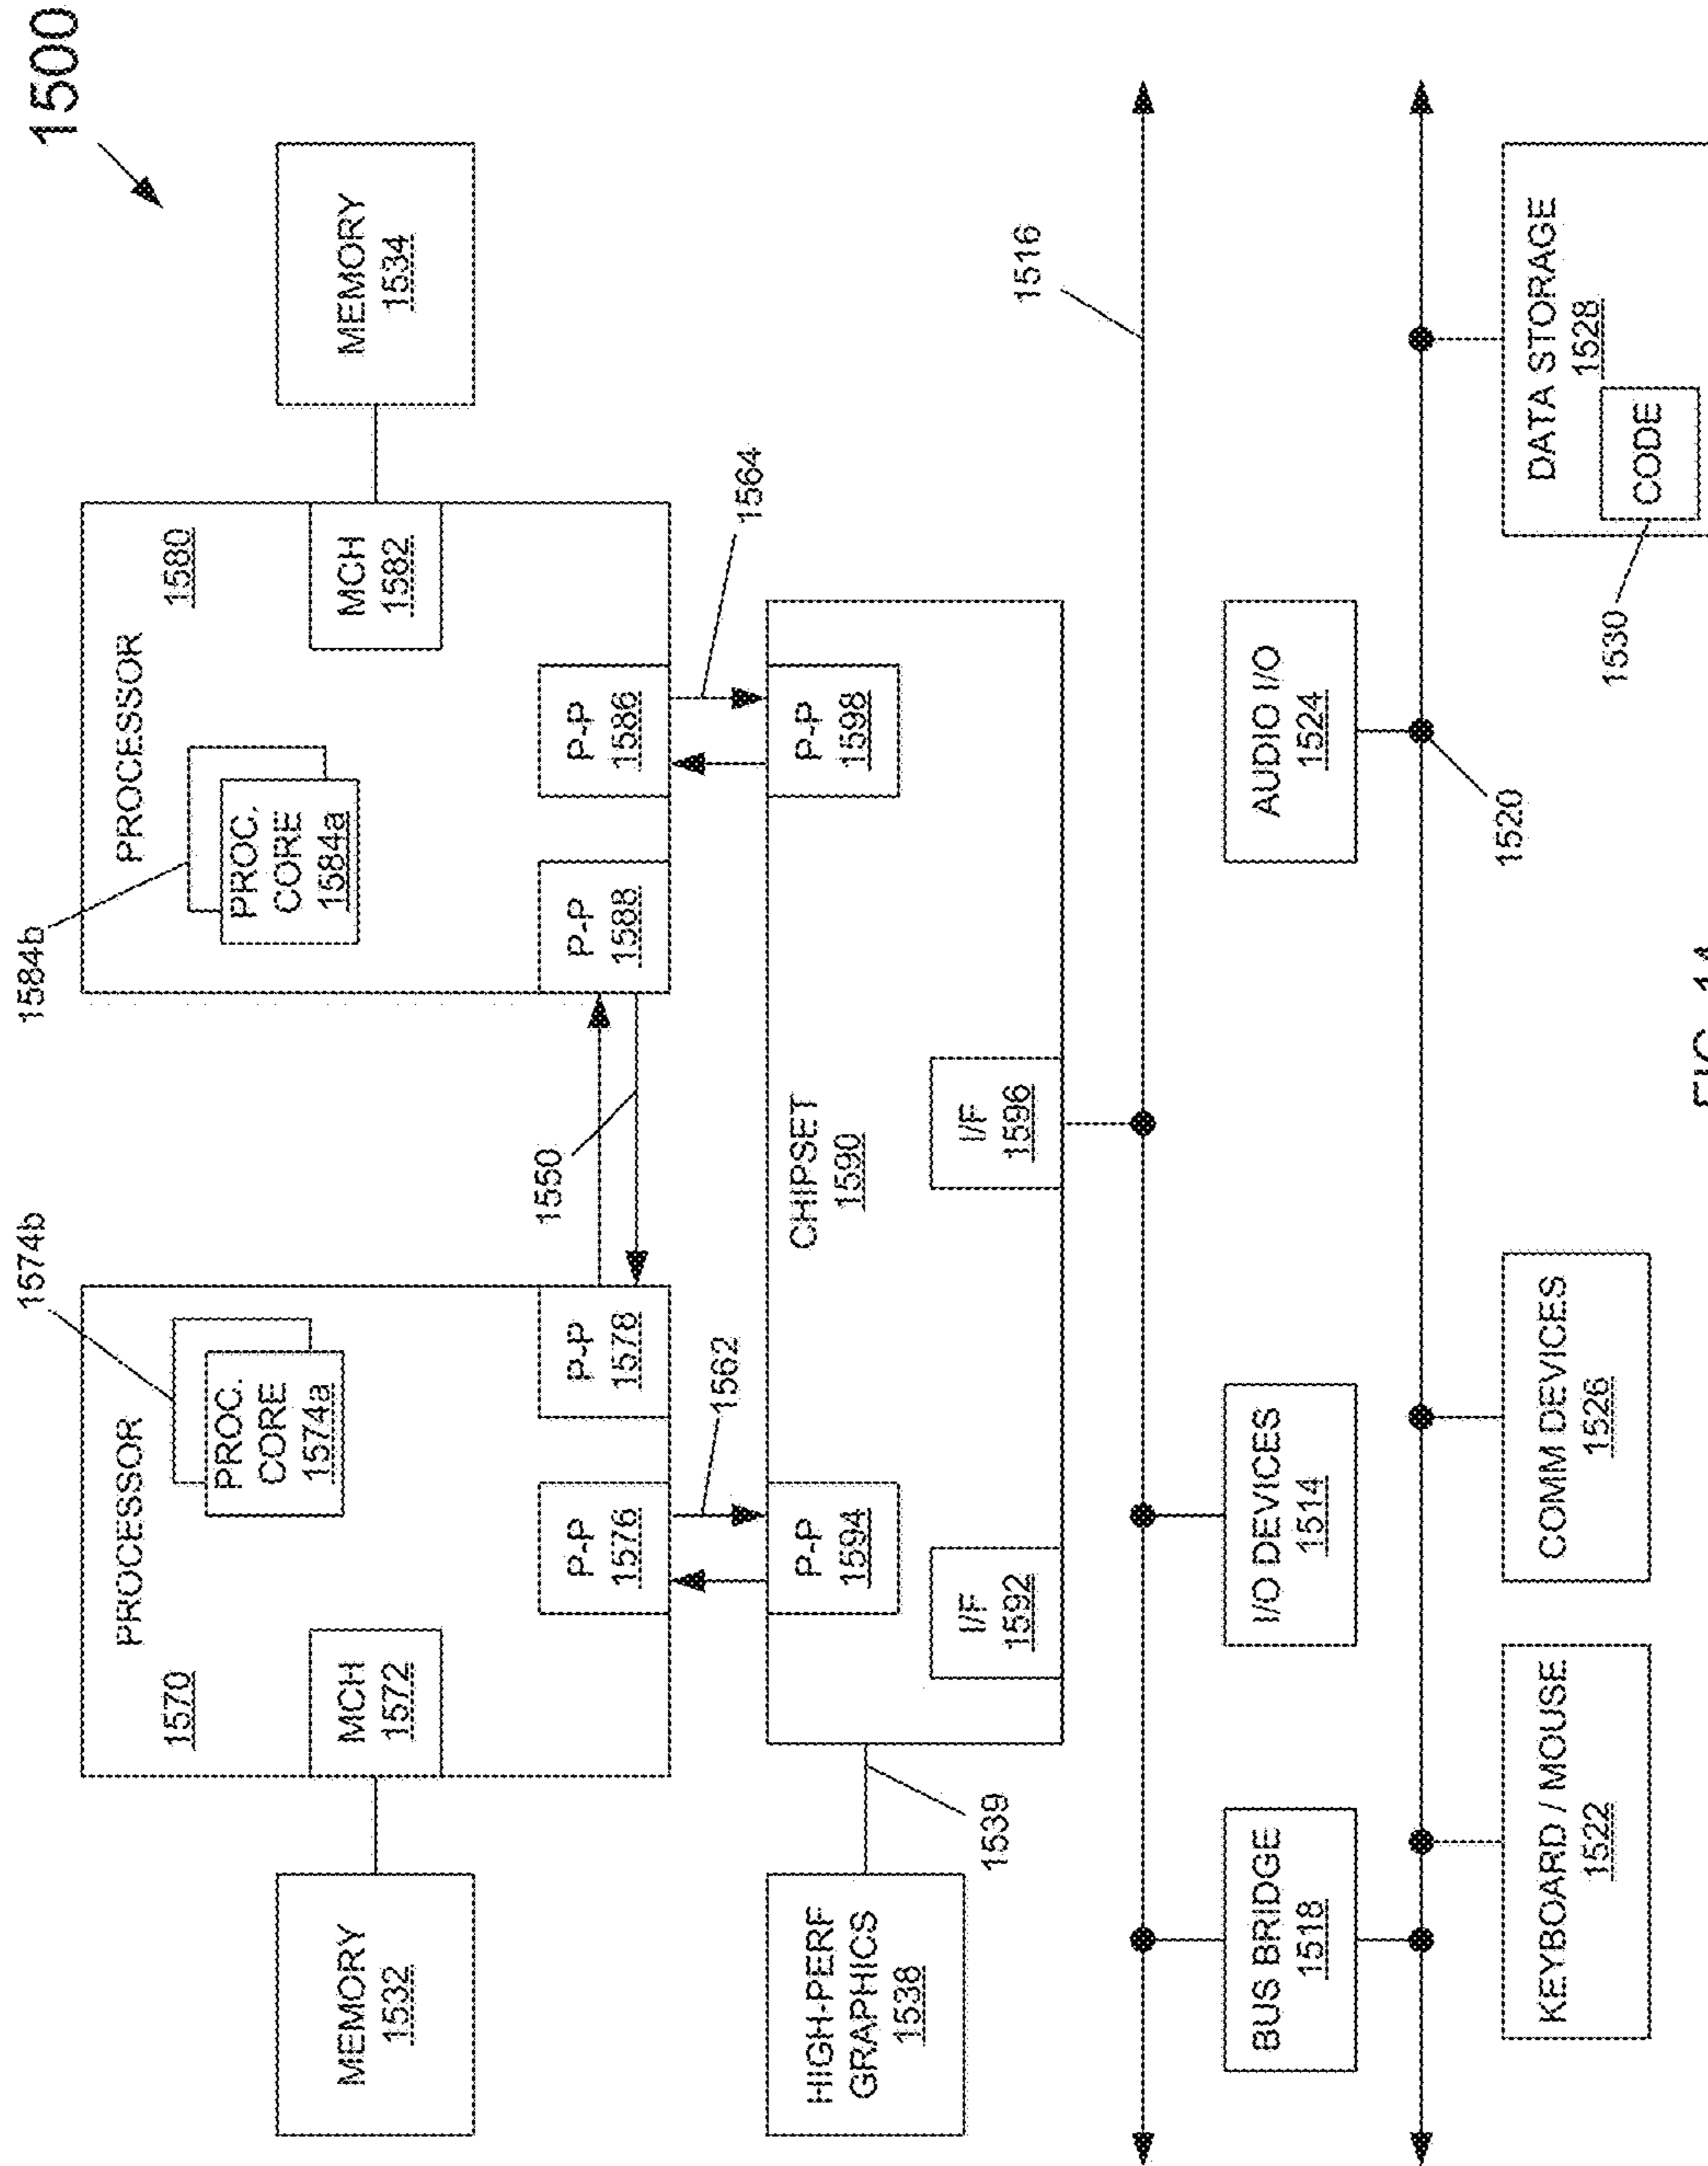 1500
1574b
1584b
1570
PROCESSOR
PROCESSOR
1580
MEMORY
1532
MCH
1572
PROC.
CORE
1574a
PROC.
CORE
1584a
MCH
1582
MEMORY
1534
1550
P-P
1576
P-P
1578
P-P
1588
P-P
1586
1562
1564
HIGH-PERF
GRAPHICS
1538
1539
P-P
1594
CHIPSET
1590
P-P
1598
I/F
1592
I/F
1596
1516
BUS BRIDGE
1518
I/O DEVICES
1514
AUDIO I/O
1524
1520
KEYBOARD / MOUSE
1522
COMM DEVICES
1526
1530
DATA STORAGE
1528
CODE